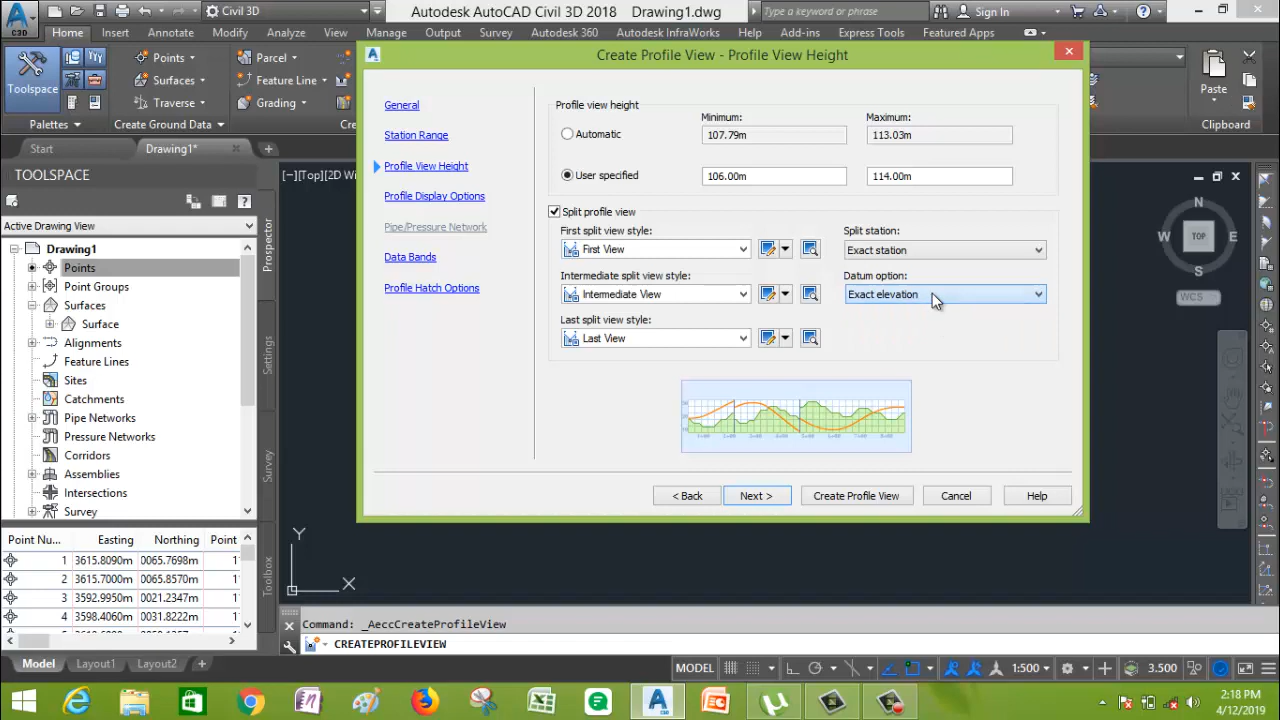 Civil 3D
Autodesk AutoCAD Civil 3D 2018 Drawing1.dwg
Type a keyword or phrase
Sign In
C3D
Home Insert Annotate Modify Analyze View Manage Output Survey Autodesk 360 Autodesk InfraWorks Help Add-ins Express Tools Featured Apps
Toolspace
Points
Surfaces
Traverse
Parcel
Feature Line
Grading
Paste
Palettes
Create Ground Data
Clipboard
Start
Drawing1*
TOOLSPACE
Active Drawing View
Drawing1
Points
Point Groups
Surfaces
Surface
Alignments
Feature Lines
Sites
Catchments
Pipe Networks
Pressure Networks
Corridors
Assemblies
Intersections
Survey
Prospector
Settings
Survey
Toolbox
Point Nu... Easting Northing Point
1 3615.8090m 0065.7698m 1
2 3615.7000m 0065.8570m 1
3 3592.9950m 0021.2347m 1
4 3598.4060m 0031.8222m 1
Create Profile View - Profile View Height
General
Station Range
Profile View Height
Profile Display Options
Pipe/Pressure Network
Data Bands
Profile Hatch Options
Profile view height
Minimum:
Maximum:
Automatic
107.79m
113.03m
User specified
106.00m
114.00m
Split profile view
First split view style:
First View
Split station:
Exact station
Intermediate split view style:
Intermediate View
Datum option:
Exact elevation
Last split view style:
Last View
< Back
Next >
Create Profile View
Cancel
Help
N
W TOP E
S
WCS
Y
X
Command: _AeccCreateProfileView
CREATEPROFILEVIEW
Model Layout1 Layout2 +
MODEL
1:500
3.500
2:18 PM
4/12/2019